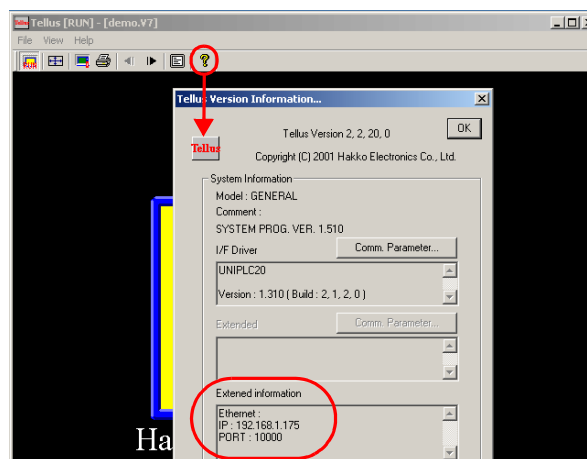 Tellus [RUN] - [demo.V7]
File View Help
RUN
Tellus Version Information...
Tellus
Tellus Version 2, 2, 20, 0
OK
Copyright (C) 2001 Hakko Electronics Co., Ltd.
System Information
Model : GENERAL
Comment :
SYSTEM PROG. VER. 1.510
I/F Driver
Comm. Parameter...
UNIPLC20
Version : 1.310 ( Build : 2, 1, 2, 0 )
Extended
Comm. Parameter...
Extened information
Ethernet :
IP : 192.168.1.175
PORT : 10000
Ha